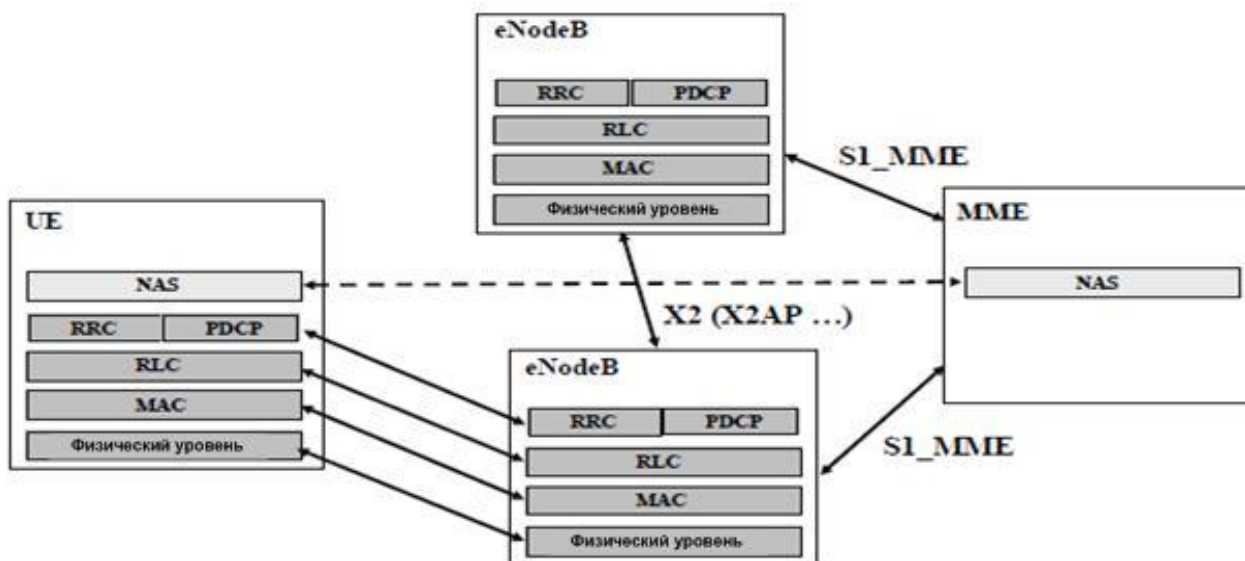 eNodeB
RRC PDCP
RLC
MAC
Физический уровень
S1_MME
UE
NAS
RRC PDCP
RLC
MAC
Физический уровень
MME
NAS
X2 (X2AP ...)
eNodeB
RRC PDCP
RLC
MAC
Физический уровень
S1_MME